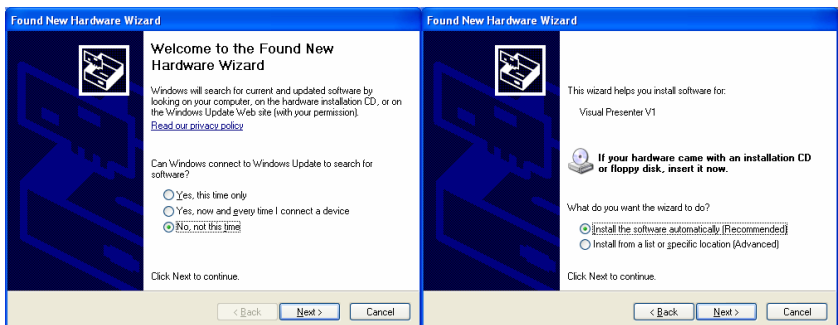 Found New Hardware Wizard
Welcome to the Found New
Hardware Wizard
Windows will search for current and updated software by
looking on your computer, on the hardware installation CD, or on
the Windows Update Web site (with your permission).
Read our privacy policy
Can Windows connect to Windows Update to search for
software?
Yes, this time only
Yes, now and every time I connect a device
No, not this time
Click Next to continue.
< Back
Next >
Cancel
Found New Hardware Wizard
This wizard helps you install software for:
Visual Presenter V1
If your hardware came with an installation CD
or floppy disk, insert it now.
What do you want the wizard to do?
Install the software automatically (Recommended)
Install from a list or specific location (Advanced)
Click Next to continue.
< Back
Next >
Cancel